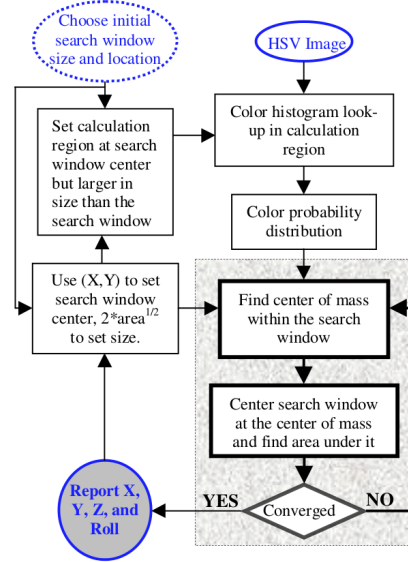 Choose initial
search window
size and location
HSV Image
Set calculation
region at search
window center
but larger in
size than the
search window
Color histogram look-
up in calculation
region
Color probability
distribution
Use (X,Y) to set
search window
center, 2*area^1/2
to set size.
Find center of mass
within the search
window
Center search window
at the center of mass
and find area under it
Report X,
Y, Z, and
Roll
YES
Converged
NO